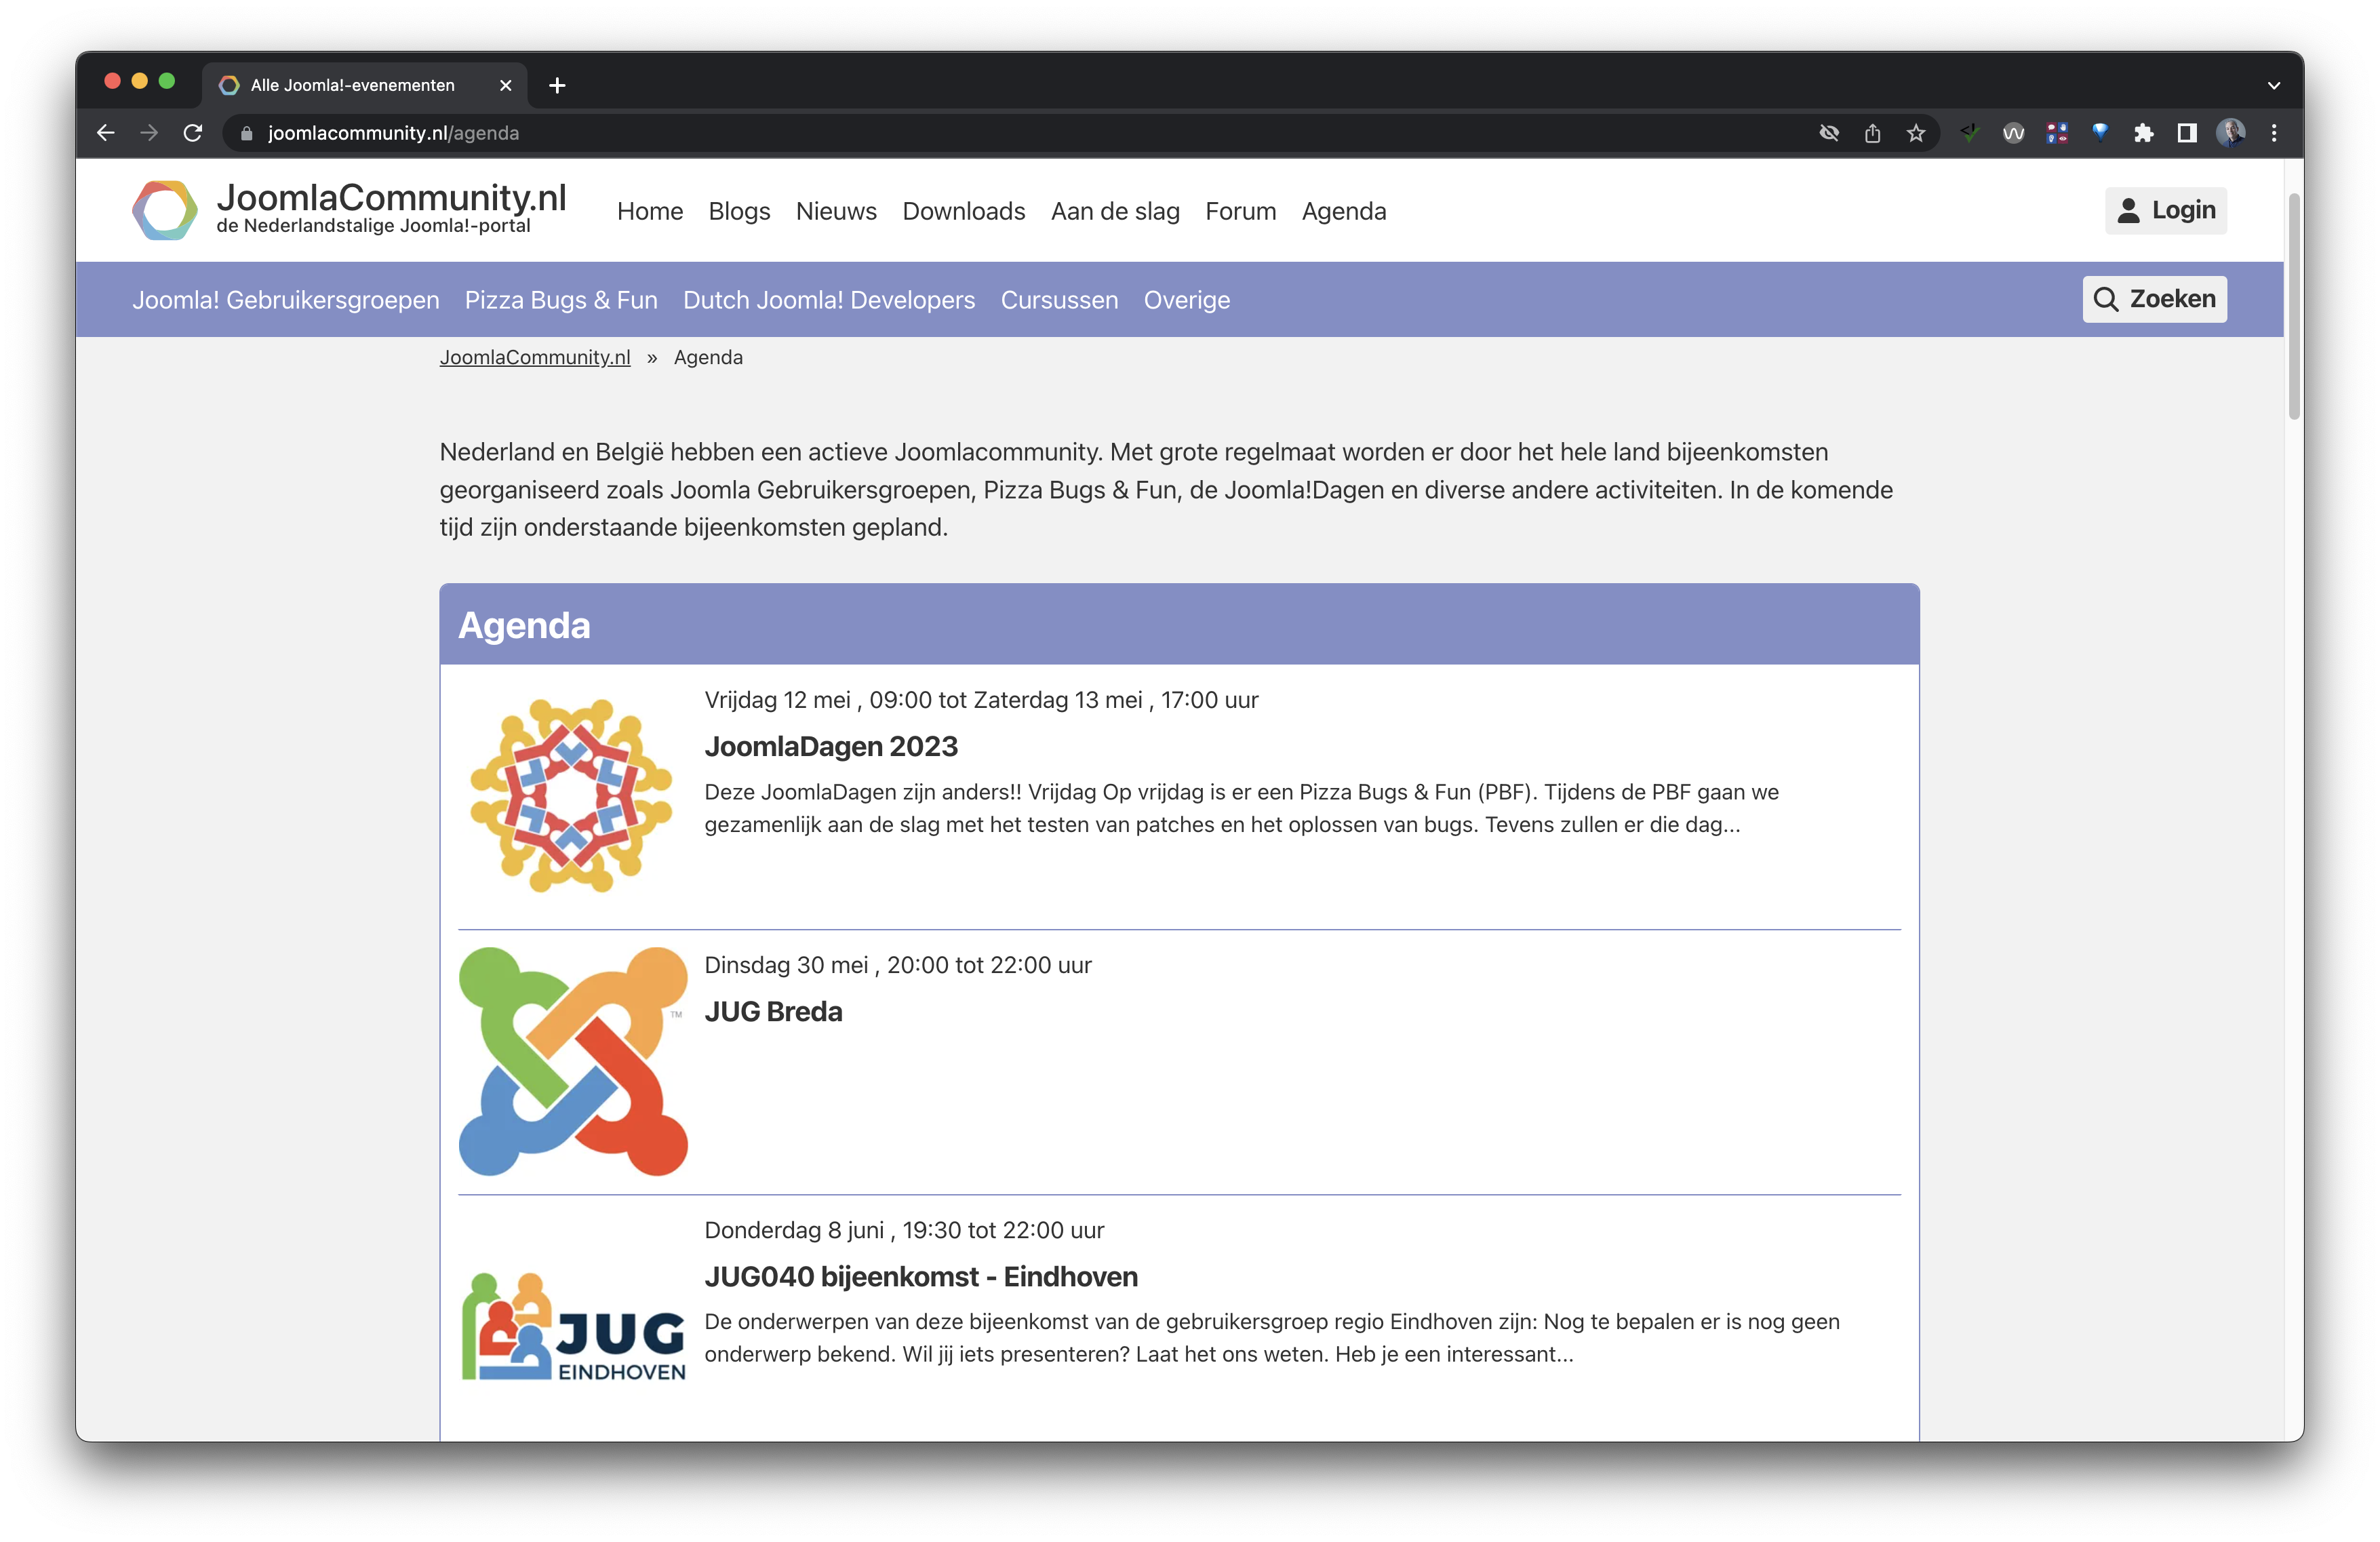 Alle Joomla!-evenementen
joomlacommunity.nl/agenda
JoomlaCommunity.nl
de Nederlandstalige Joomla!-portal
Home Blogs Nieuws Downloads Aan de slag Forum Agenda
Login
Joomla! Gebruikersgroepen Pizza Bugs & Fun Dutch Joomla! Developers Cursussen Overige
Zoeken
JoomlaCommunity.nl » Agenda
Nederland en België hebben een actieve Joomlacommunity. Met grote regelmaat worden er door het hele land bijeenkomsten
georganiseerd zoals Joomla Gebruikersgroepen, Pizza Bugs & Fun, de Joomla!Dagen en diverse andere activiteiten. In de komende
tijd zijn onderstaande bijeenkomsten gepland.
Agenda
Vrijdag 12 mei , 09:00 tot Zaterdag 13 mei , 17:00 uur
JoomlaDagen 2023
Deze JoomlaDagen zijn anders!! Vrijdag Op vrijdag is er een Pizza Bugs & Fun (PBF). Tijdens de PBF gaan we
gezamenlijk aan de slag met het testen van patches en het oplossen van bugs. Tevens zullen er die dag...
TM
Dinsdag 30 mei , 20:00 tot 22:00 uur
JUG Breda
Donderdag 8 juni , 19:30 tot 22:00 uur
JUG040 bijeenkomst - Eindhoven
JUG
EINDHOVEN
De onderwerpen van deze bijeenkomst van de gebruikersgroep regio Eindhoven zijn: Nog te bepalen er is nog geen
onderwerp bekend. Wil jij iets presenteren? Laat het ons weten. Heb je een interessant...